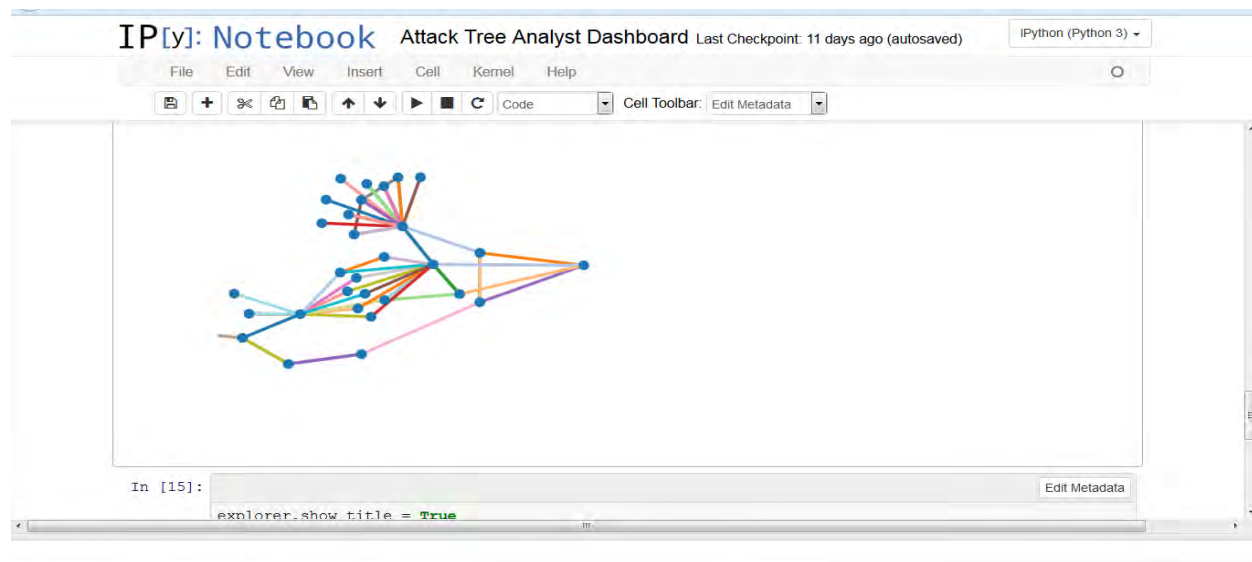 IP[y]: Notebook Attack Tree Analyst Dashboard Last Checkpoint: 11 days ago (autosaved) IPython (Python 3)
File Edit View Insert Cell Kernel Help
Code Cell Toolbar: Edit Metadata
In [15]: Edit Metadata
explorer.show_title = True